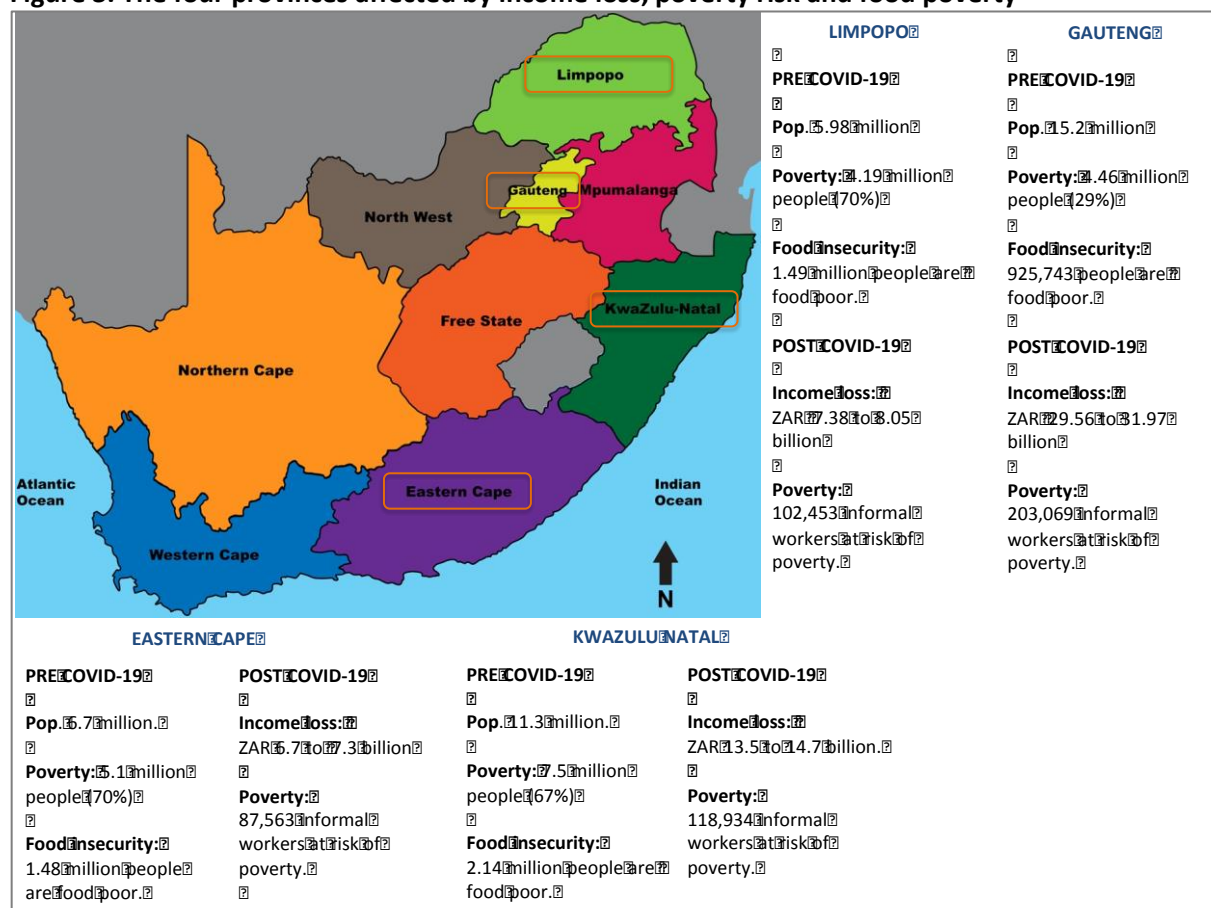 The four provinces affected by income loss, poverty risk and food poverty
Limpopo
Gauteng
Mpumalanga
North West
Free State
KwaZulu-Natal
Northern Cape
Eastern Cape
Western Cape
Atlantic
Ocean
Indian
Ocean
N
LIMPOPO
PRE COVID-19
Pop. 5.98 million
Poverty: 4.19 million
people (70%)
Food insecurity:
1.49 million people are
food poor.
POST COVID-19
Income loss:
ZAR 7.38 to 8.05
billion
Poverty:
102,453 informal
workers at risk of
poverty.
GAUTENG
PRE COVID-19
Pop. 15.2 million
Poverty: 4.46 million
people (29%)
Food insecurity:
925,743 people are
food poor.
POST COVID-19
Income loss:
ZAR 29.56 to 31.97
billion
Poverty:
203,069 informal
workers at risk of
poverty.
EASTERN CAPE
PRE COVID-19
Pop. 6.7 million.
Poverty: 5.1 million
people (70%)
Food insecurity:
1.48 million people
are food poor.
POST COVID-19
Income loss:
ZAR 6.7 to 7.3 billion
Poverty:
87,563 informal
workers at risk of
poverty.
KWAZULU NATAL
PRE COVID-19
Pop. 11.3 million.
Poverty: 7.5 million
people (67%)
Food insecurity:
2.14 million people are
food poor.
POST COVID-19
Income loss:
ZAR 13.5 to 14.7 billion.
Poverty:
118,934 informal
workers at risk of
poverty.